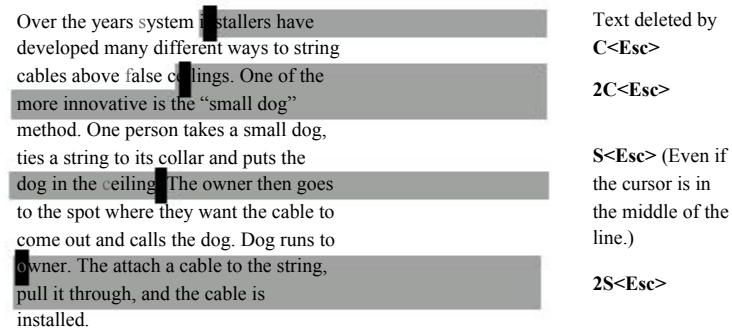 Over the years system installers have
developed many different ways to string
cables above false ceilings. One of the
more innovative is the “small dog”
method. One person takes a small dog,
ties a string to its collar and puts the
dog in the ceiling. The owner then goes
to the spot where they want the cable to
come out and calls the dog. Dog runs to
owner. The attach a cable to the string,
pull it through, and the cable is
installed.
Text deleted by
C<Esc>
2C<Esc>
S<Esc> (Even if
the cursor is in
the middle of the
line.)
2S<Esc>